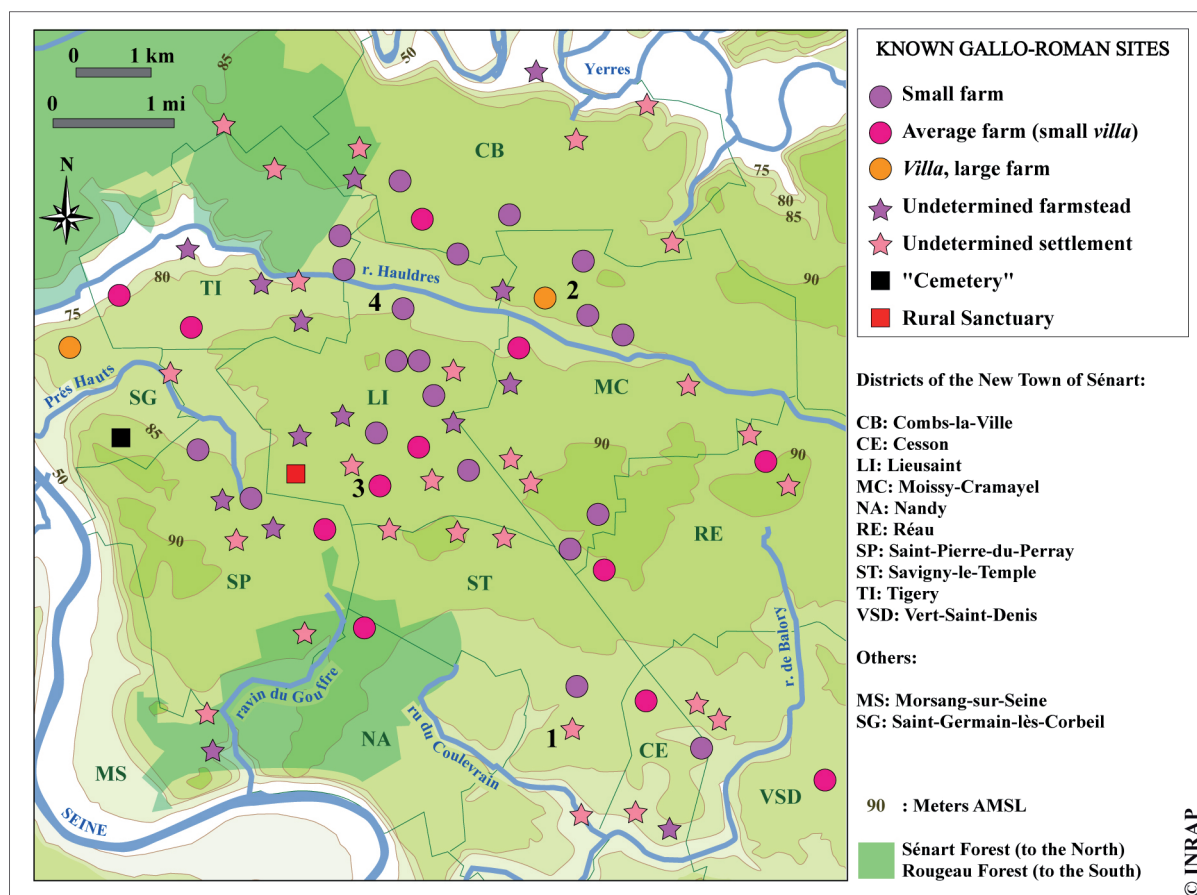 0 1 km
0 1 mi
N
85
50
Yerres
CB
75
80
85
90
80
TI
r. Hauldres
4
2
75
Prés Hauts
SG
85
50
LI
MC
90
90
3
90
SP
ST
RE
r. de Balory
ravin du Gouffre
ru du Coulevrain
NA
1
CE
MS
VSD
SEINE
KNOWN GALLO-ROMAN SITES
Small farm
Average farm (small villa)
Villa, large farm
Undetermined farmstead
Undetermined settlement
"Cemetery"
Rural Sanctuary
Districts of the New Town of Sénart:
CB: Combs-la-Ville
CE: Cesson
LI: Lieusaint
MC: Moissy-Cramayel
NA: Nandy
RE: Réau
SP: Saint-Pierre-du-Perray
ST: Savigny-le-Temple
TI: Tigery
VSD: Vert-Saint-Denis
Others:
MS: Morsang-sur-Seine
SG: Saint-Germain-lès-Corbeil
90 : Meters AMSL
Sénart Forest (to the North)
Rougeau Forest (to the South)
© INRAP